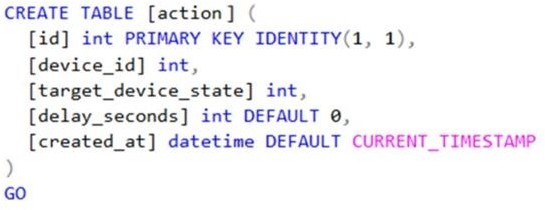 CREATE TABLE [action] (
[id] int PRIMARY KEY IDENTITY(1, 1),
[device_id] int,
[target_device_state] int,
[delay_seconds] int DEFAULT 0,
[created_at] datetime DEFAULT CURRENT_TIMESTAMP
)
GO